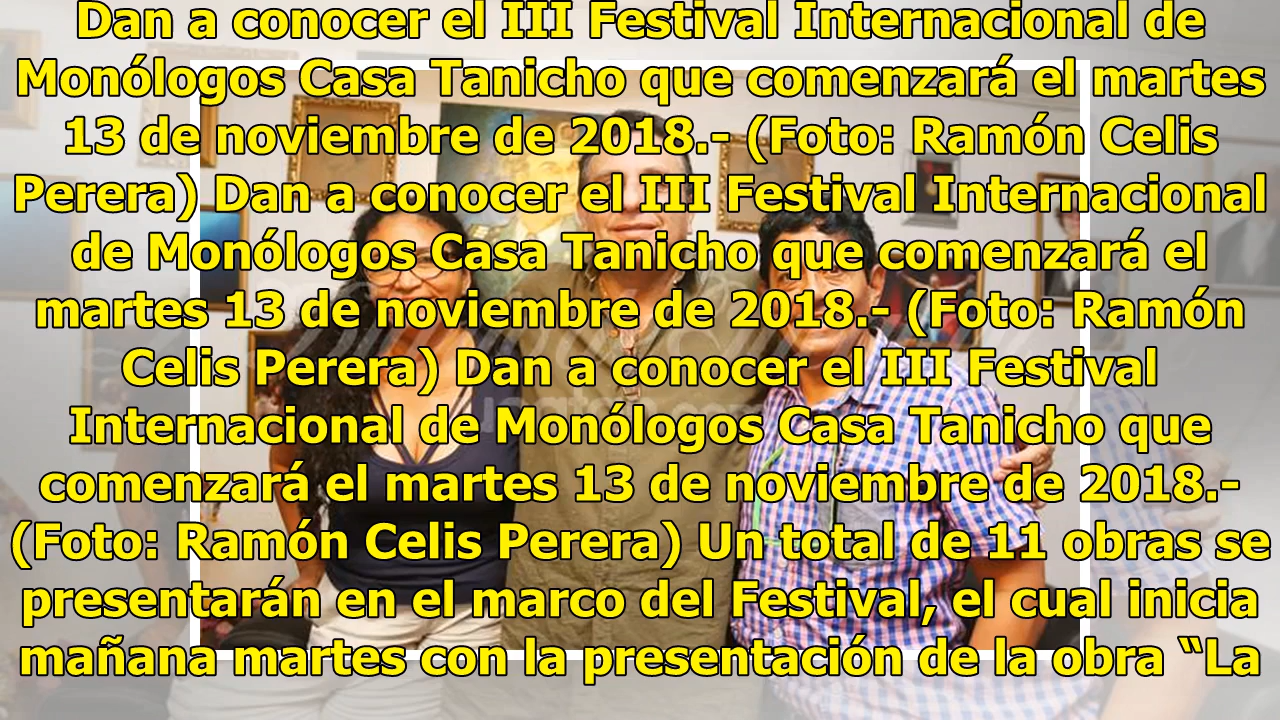 Dan a conocer el III Festival Internacional de
Monólogos Casa Tanicho que comenzará el martes
13 de noviembre de 2018.- (Foto: Ramón Celis
Perera) Dan a conocer el III Festival Internacional
de Monólogos Casa Tanicho que comenzará el
martes 13 de noviembre de 2018.- (Foto: Ramón
Celis Perera) Dan a conocer el III Festival
Internacional de Monólogos Casa Tanicho que
comenzará el martes 13 de noviembre de 2018.-
(Foto: Ramón Celis Perera) Un total de 11 obras se
presentarán en el marco del Festival, el cual inicia
mañana martes con la presentación de la obra “La